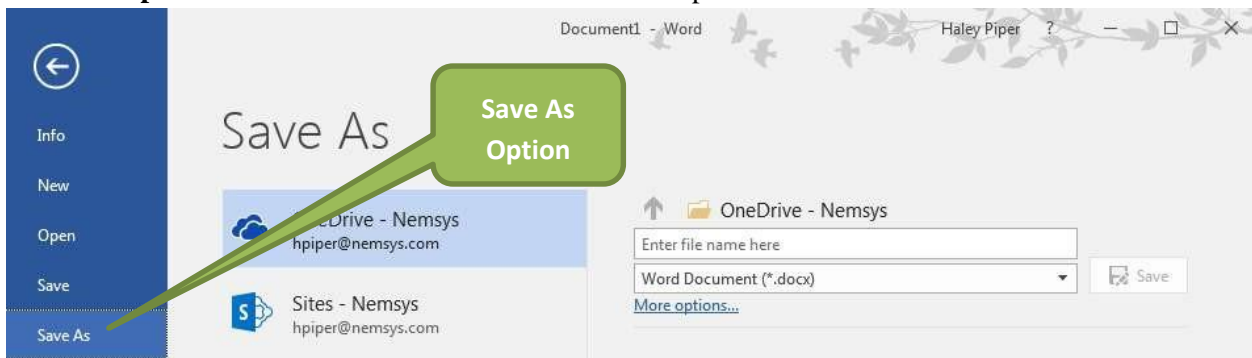 Document1 - Word
Haley Piper
?
Save As
Option
Save As
Info
New
Open
Save
Save As
OneDrive - Nemsys
hpiper@nemsys.com
Sites - Nemsys
hpiper@nemsys.com
OneDrive - Nemsys
Enter file name here
Word Document (*.docx)
Save
More options...